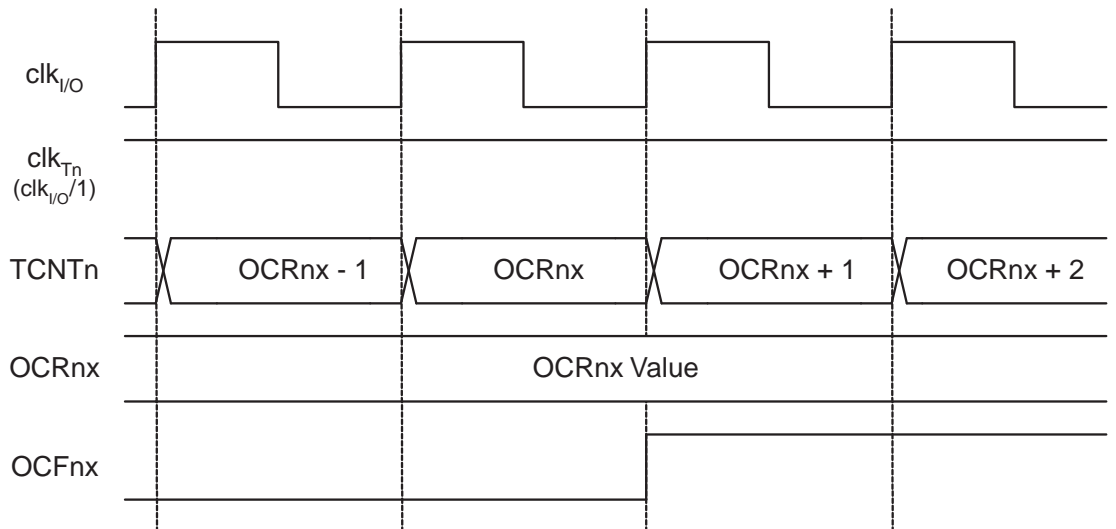 clkI/O
clkTn
(clkI/O/1)
TCNTn OCRnx - 1 OCRnx OCRnx + 1 OCRnx + 2
OCRnx OCRnx Value
OCFnx